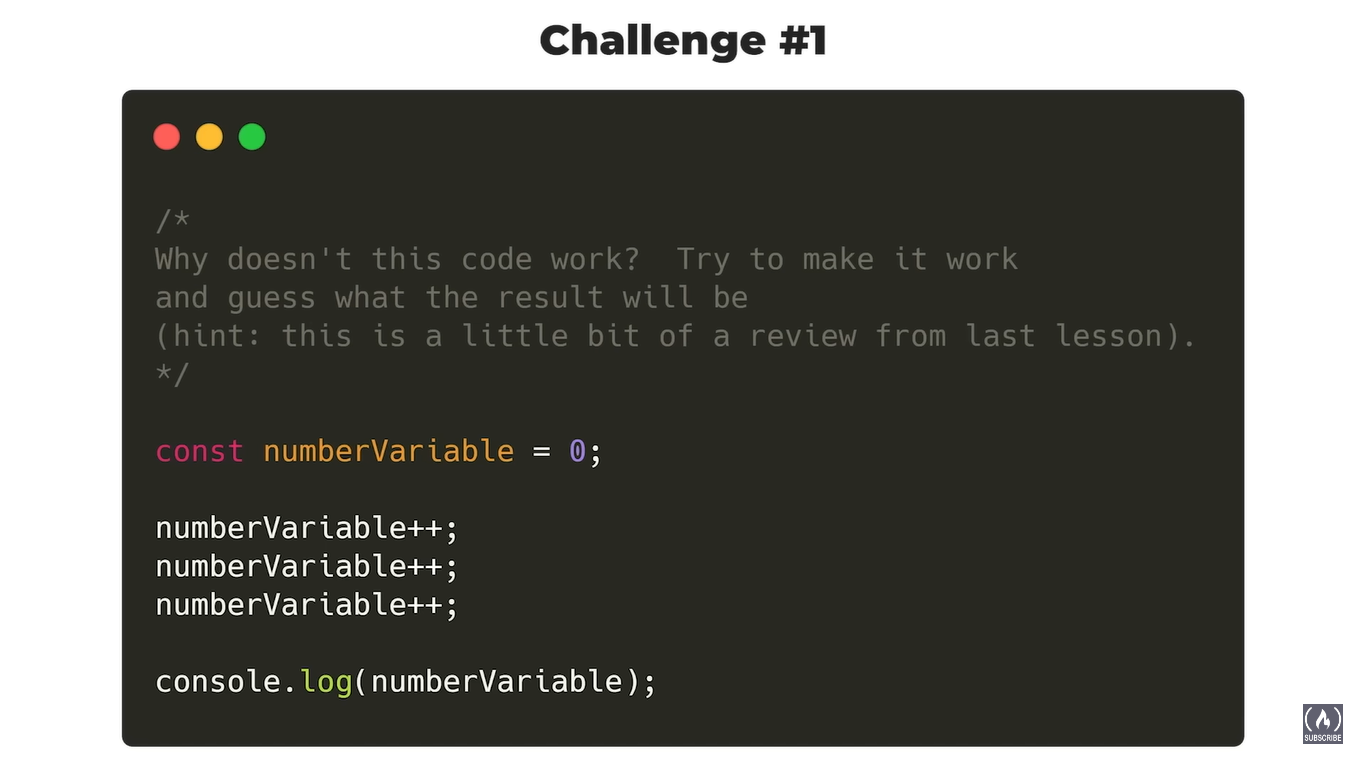 Challenge #1
/*
Why doesn't this code work?  Try to make it work
and guess what the result will be
(hint: this is a little bit of a review from last lesson).
*/
const numberVariable = 0;
numberVariable++;
numberVariable++;
numberVariable++;
console.log(numberVariable);
SUBSCRIBE